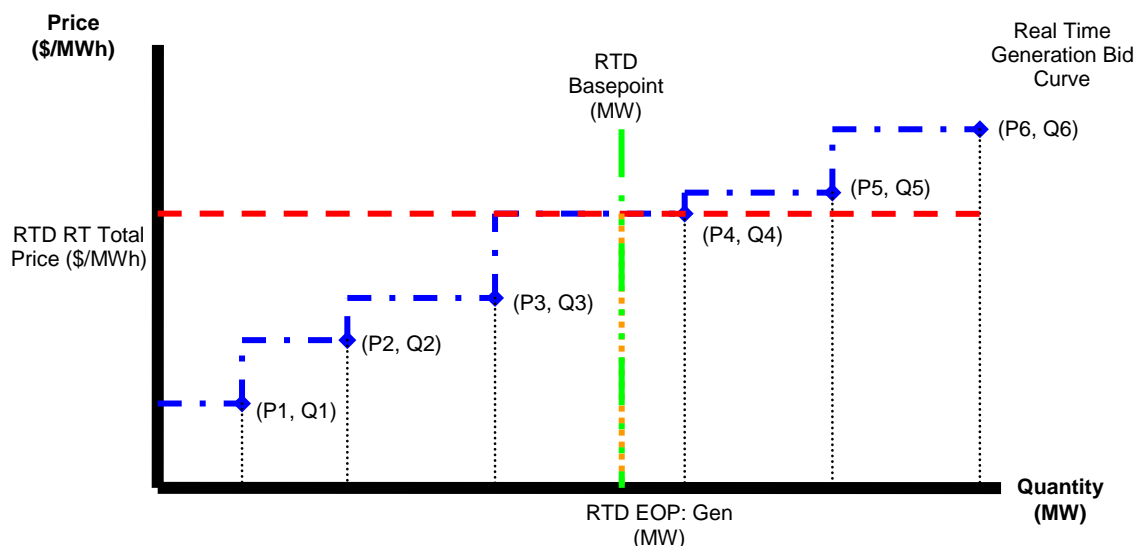 Price
($/MWh)
RTD
Basepoint
(MW)
Real Time
Generation Bid
Curve
(P6, Q6)
(P5, Q5)
(P4, Q4)
RTD RT Total
Price ($/MWh)
(P3, Q3)
(P2, Q2)
(P1, Q1)
Quantity
(MW)
RTD EOP: Gen
(MW)